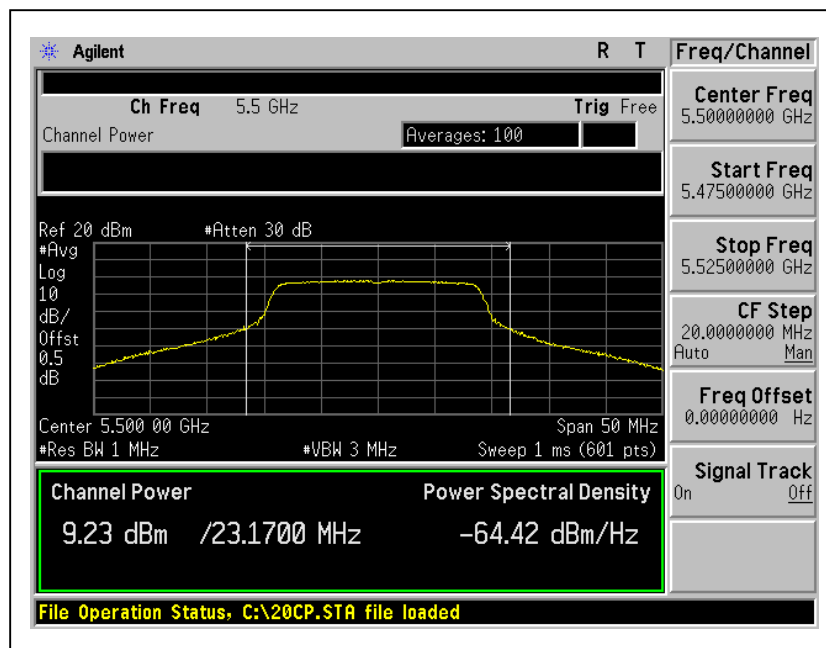 Agilent R T Freq/Channel
Ch Freq 5.5 GHz Trig Free
Channel Power Averages: 100
Center Freq
5.50000000 GHz
Start Freq
5.47500000 GHz
Stop Freq
5.52500000 GHz
CF Step
20.0000000 MHz
Auto Man
Freq Offset
0.00000000 Hz
Signal Track
On Off
Ref 20 dBm #Atten 30 dB
#Avg
Log
10
dB/
Offst
0.5
dB
Center 5.500 00 GHz Span 50 MHz
#Res BW 1 MHz #VBW 3 MHz Sweep 1 ms (601 pts)
Channel Power Power Spectral Density
9.23 dBm /23.1700 MHz -64.42 dBm/Hz
File Operation Status, C:\20CP.STA file loaded